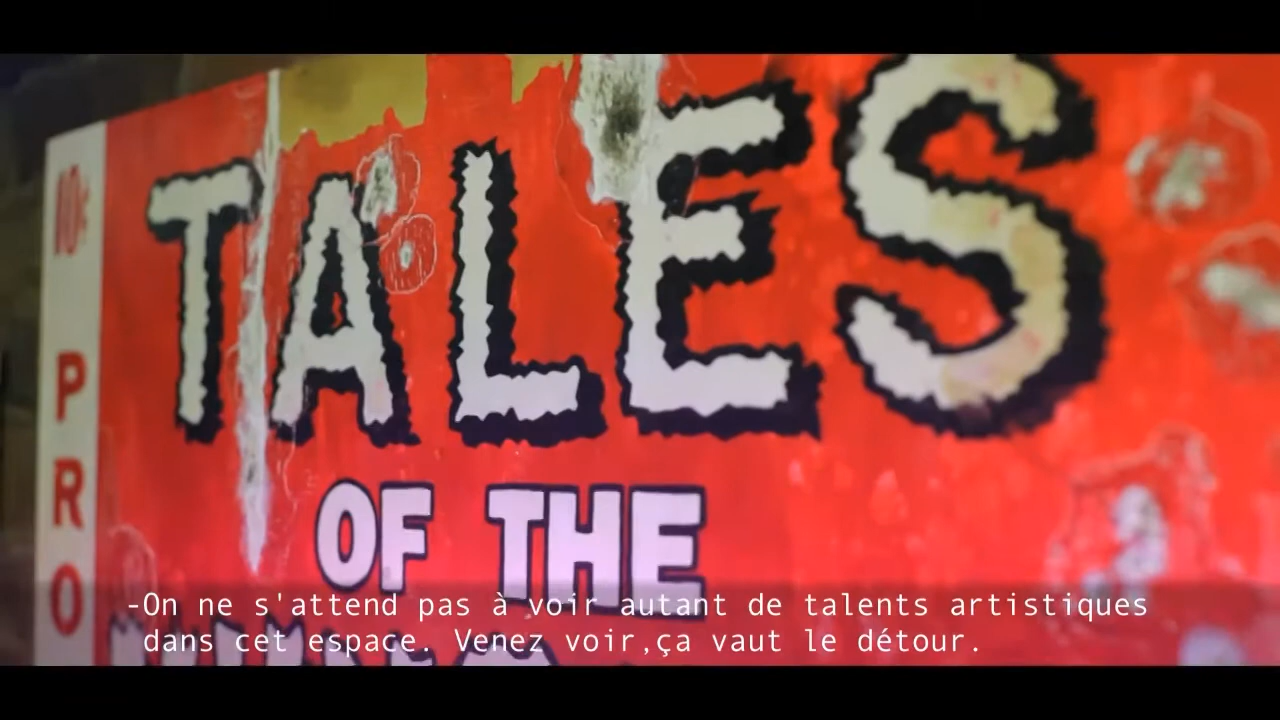 10¢
PRO
TALES
OF THE
-On ne s'attend pas à voir autant de talents artistiques
dans cet espace. Venez voir,ça vaut le détour.